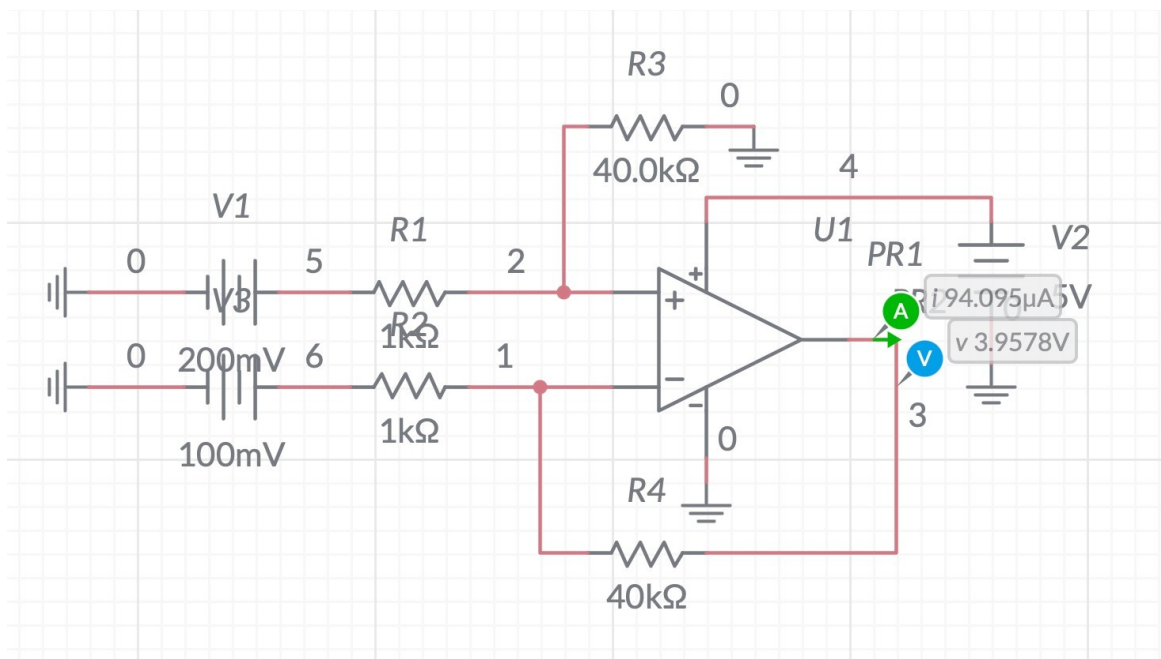 R3
0
40.0kΩ
4
V1
R1
U1
V2
PR1
0
5
2
i 94.095μA
5V
V3
A
+
+
R2
1kΩ
0
200mV
6
1
v 3.9578V
V
−
−
3
100mV
1kΩ
0
R4
40kΩ